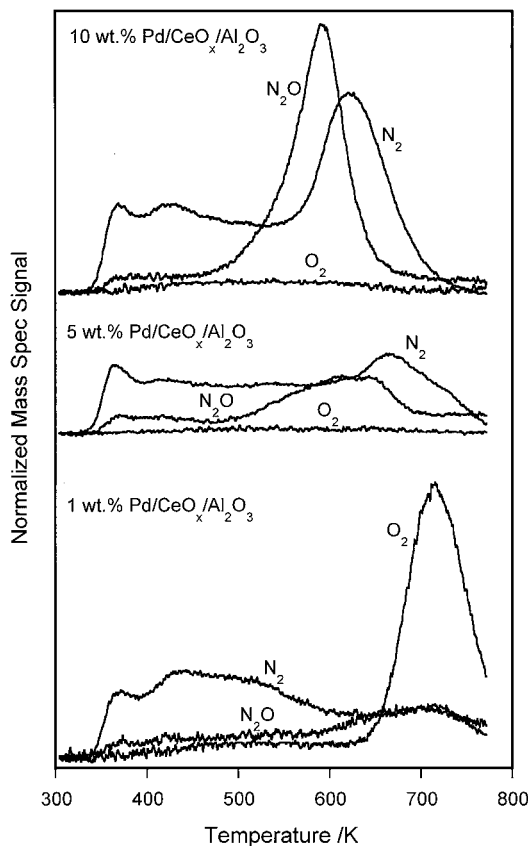 10 wt.% Pd/CeOₓ/Al₂O₃
N₂O
N₂
O₂
5 wt.% Pd/CeOₓ/Al₂O₃
N₂
N₂O
O₂
1 wt.% Pd/CeOₓ/Al₂O₃
O₂
N₂
N₂O
Normalized Mass Spec Signal
300 400 500 600 700 800
Temperature /K